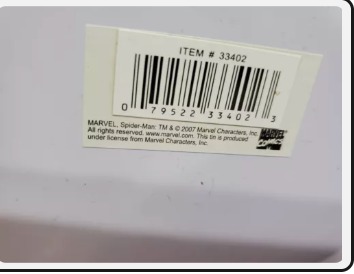 ITEM # 33402
0 79522 33402 3
MARVEL, Spider-Man: TM & © 2007 Marvel Characters, Inc.
All rights reserved. www.marvel.com. This tin is produced
under license from Marvel Characters, Inc.
MARVEL